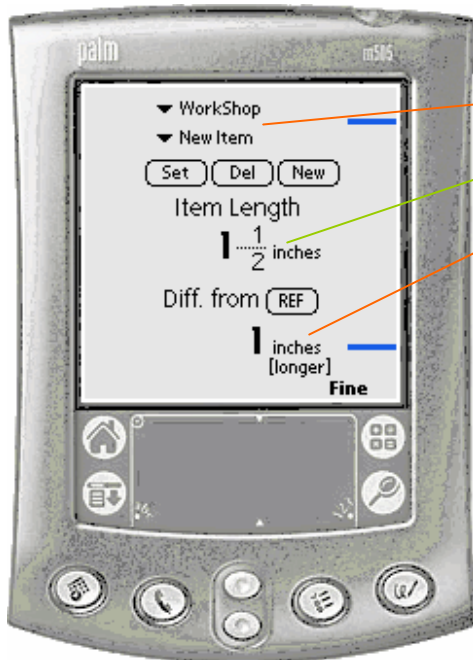 palm m505
▼ WorkShop
▼ New Item
Set Del New
Item Length
1 1/2 inches
Diff. from REF
1 inches
[longer]
Fine